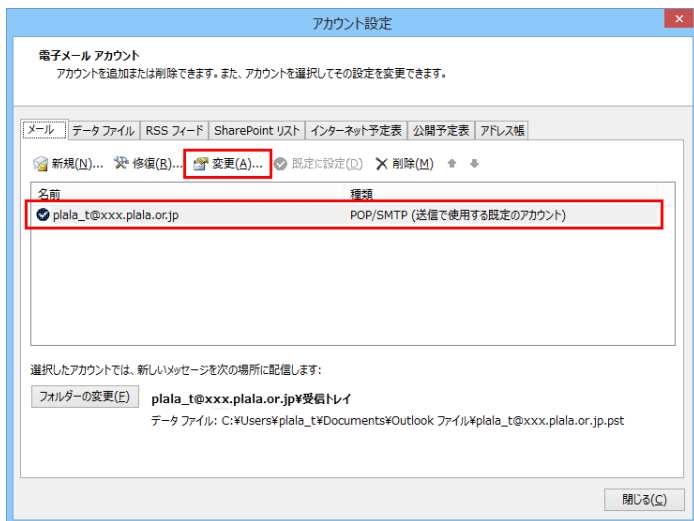 アカウント設定
電子メール アカウント
アカウントを追加または削除できます。また、アカウントを選択してその設定を変更できます。
メール データ ファイル RSS フィード SharePoint リスト インターネット予定表 公開予定表 アドレス帳
新規(N)... 修復(R)... 変更(A)... 既定に設定(D) 削除(M)
名前 種類
plala_t@xxx.plala.or.jp POP/SMTP (送信で使用する既定のアカウント)
選択したアカウントでは、新しいメッセージを次の場所に配信します:
フォルダーの変更(F) plala_t@xxx.plala.or.jp¥受信トレイ
データ ファイル: C:¥Users¥plala_t¥Documents¥Outlook ファイル¥plala_t@xxx.plala.or.jp.pst
閉じる(C)